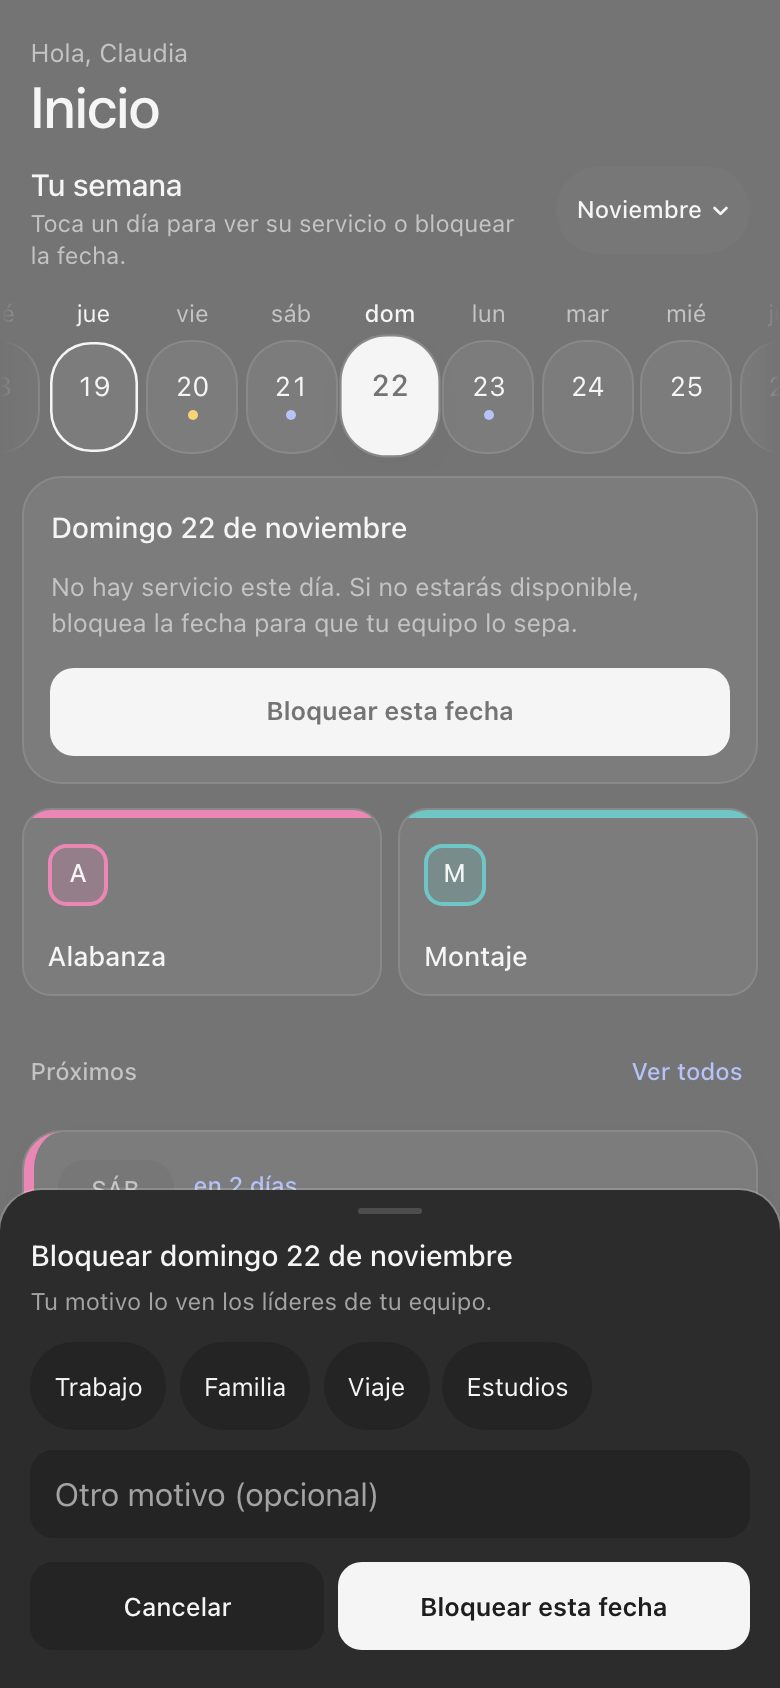 Hola, Claudia
Inicio
Tu semana
Noviembre
Toca un día para ver su servicio o bloquear
la fecha.
jue vie sáb dom lun mar mié
19 20 21 22 23 24 25
Domingo 22 de noviembre
No hay servicio este día. Si no estarás disponible,
bloquea la fecha para que tu equipo lo sepa.
Bloquear esta fecha
A
M
Alabanza
Montaje
Próximos
Ver todos
SÁB
en 2 días
Bloquear domingo 22 de noviembre
Tu motivo lo ven los líderes de tu equipo.
Trabajo Familia Viaje Estudios
Otro motivo (opcional)
Cancelar
Bloquear esta fecha